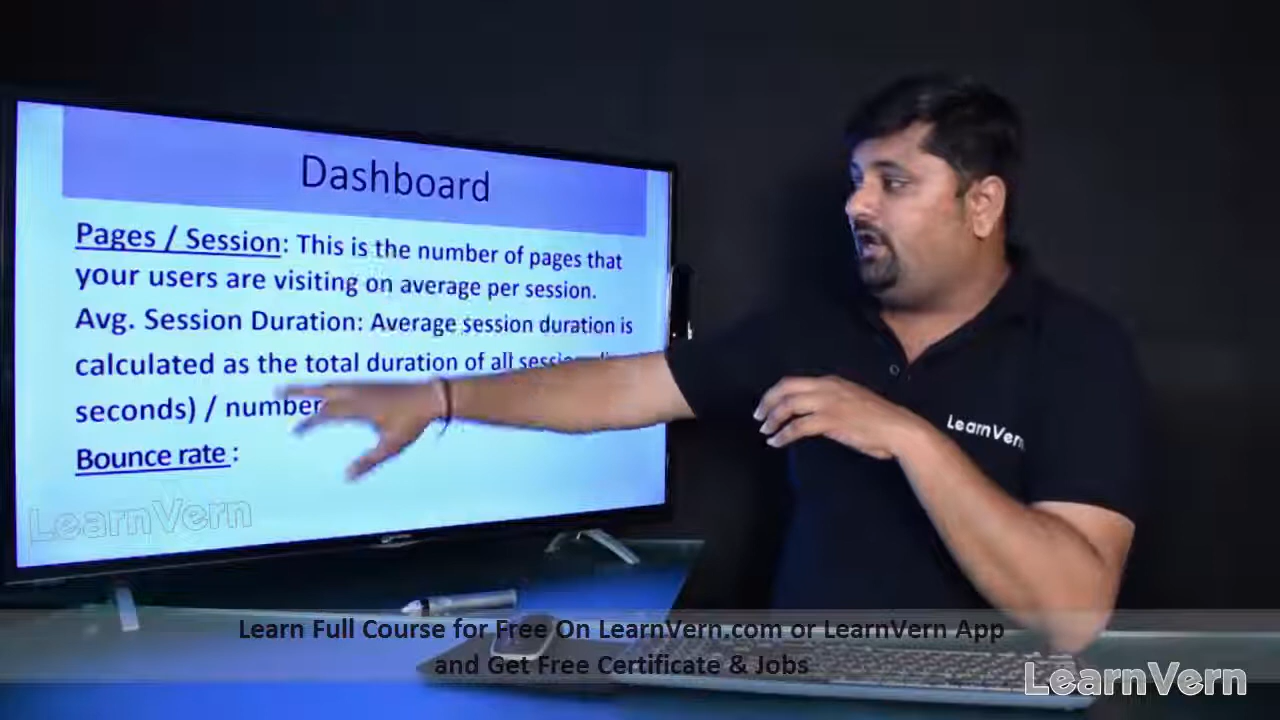 Dashboard
Pages / Session: This is the number of pages that
your users are visiting on average per session.
Avg. Session Duration: Average session duration is
calculated as the total duration of all
seconds) / number
Bounce rate :
LearnVern
LearnVern
Learn Full Course for Free On LearnVern.com or LearnVern App
and Get Free Certificate & Jobs
LearnVern